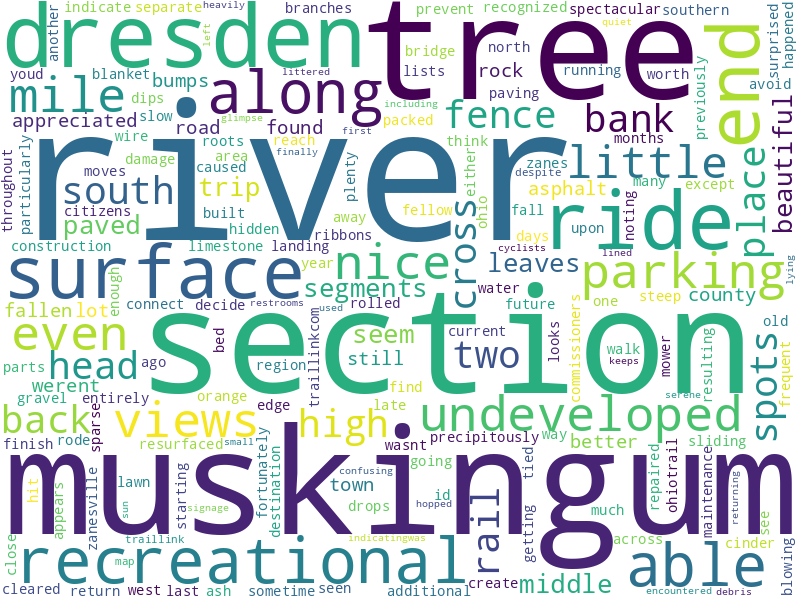 indicate
separate
branches
prevent
recognized
spectacular
southern
dresden
tree
end
another
left
heavily
quiet
surprised
happened
bridge
north
running
worth
youd
blanket
bumps
littered
lists
rock
avoid
mile
along
including
paving
previously
appreciated
dips
slow
road
found
glimpse
packed
fence
bank
beautiful
wire
roots
reach
first
think
months
particularly
throughout
damage
area
finally
either
zanes
despite
little
place
river
caused
moves
plenty
south
trip
asphalt
many
except
citizens
built
hidden
away
fellow
ohio
fall
days
upon
noting
ride
paved
ribbons
cross
construction
limestone
landing
cyclists
lined
lying
surface
year
nice
leaves
parking
enough
segments
water
steep
county
fallen
lot
connect
decide
restrooms
used
rolled
future
one
old
even
seem
current
looks
commissioners
section
two
walk
keeps
mower
resulting
spots
frequent
bed
parts
ago
region
still
head
traillinkcom
werent
gravel
entirely
orange
find
serene
back
sparse
edge
late
views
high
undeveloped
finish
rode
resurfaced
small
wasnt
precipitously
way
better
sliding
hit
appears
zanesville
lawn
starting
fortunately
destination
confusing
going
tied
town
id
hopped
repaired
ohiotrail
maintenance
returning
muskingum
sun
signage
drops
rail
getting
much
close
map
traillink
indicatingwas
across
cinder
see
blowing
recreational
able
cleared
return
west
last
ash
sometime
seen
additional
create
middle
encountered
debris